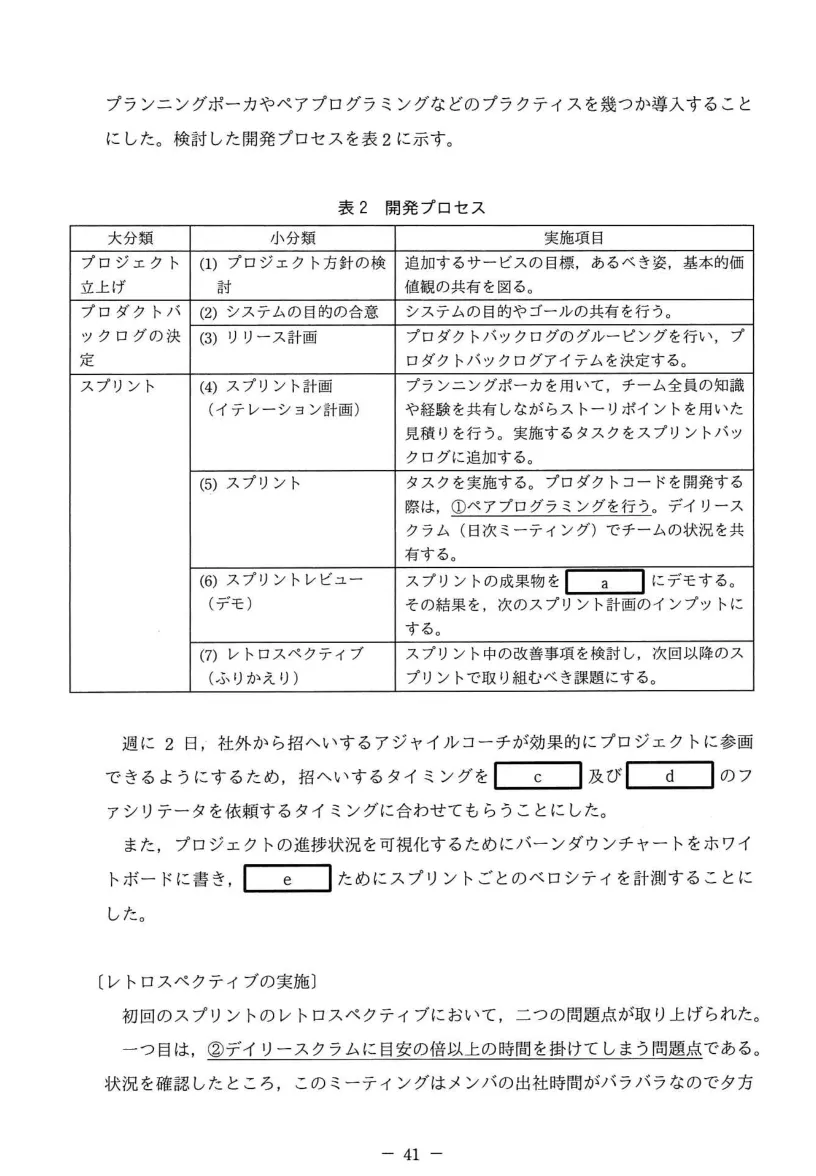 プランニングポーカやペアプログラミングなどのプラクティスを幾つか導入すること
にした。検討した開発プロセスを表2に示す。
表2 開発プロセス
大分類 小分類 実施項目
プロジェクト立上げ
(1) プロジェクト方針の検討
追加するサービスの目標，あるべき姿，基本的価
値観の共有を図る。
プロダクトバ
ックログの決
定
(2) システムの目的の合意
システムの目的やゴールの共有を行う。
(3) リリース計画
プロダクトバックログのグルーピングを行い，プ
ロダクトバックログアイテムを決定する。
スプリント
(4) スプリント計画
（イテレーション計画）
プランニングポーカを用いて，チーム全員の知識
や経験を共有しながらストーリポイントを用いた
見積りを行う。実施するタスクをスプリントバッ
クログに追加する。
(5) スプリント
タスクを実施する。プロダクトコードを開発する
際は，①ペアプログラミングを行う。デイリース
クラム（日次ミーティング）でチームの状況を共
有する。
(6) スプリントレビュー
（デモ）
スプリントの成果物を a にデモする。
その結果を，次のスプリント計画のインプットに
する。
(7) レトロスペクティブ
（ふりかえり）
スプリント中の改善事項を検討し，次回以降のス
プリントで取り組むべき課題にする。
週に 2 日，社外から招へいするアジャイルコーチが効果的にプロジェクトに参画
できるようにするため，招へいするタイミングを c 及び d のフ
ァシリテータを依頼するタイミングに合わせてもらうことにした。
また，プロジェクトの進捗状況を可視化するためにバーンダウンチャートをホワイ
トボードに書き， e ためにスプリントごとのベロシティを計測することに
した。
〔レトロスペクティブの実施〕
初回のスプリントのレトロスペクティブにおいて，二つの問題点が取り上げられた。
一つ目は，②デイリースクラムに目安の倍以上の時間を掛けてしまう問題点である。
状況を確認したところ，このミーティングはメンバの出社時間がバラバラなので夕方
－ 41 －